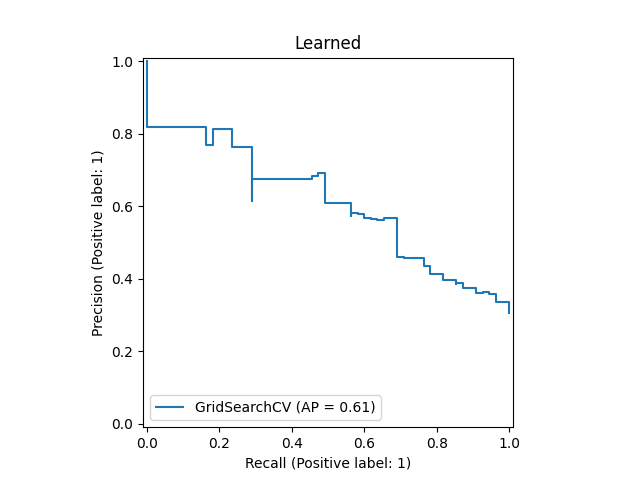 Learned
1.0
0.8
0.6
0.4
0.2
0.0
Precision (Positive label: 1)
GridSearchCV (AP = 0.61)
0.0 0.2 0.4 0.6 0.8 1.0
Recall (Positive label: 1)